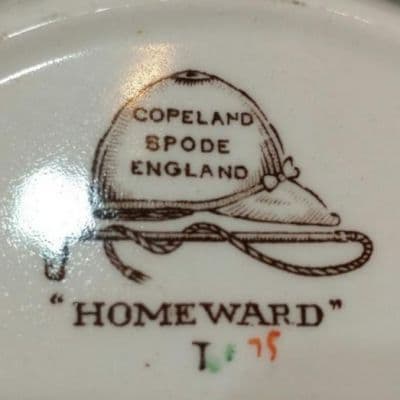 COPELAND
SPODE
ENGLAND
"HOMEWARD"
T